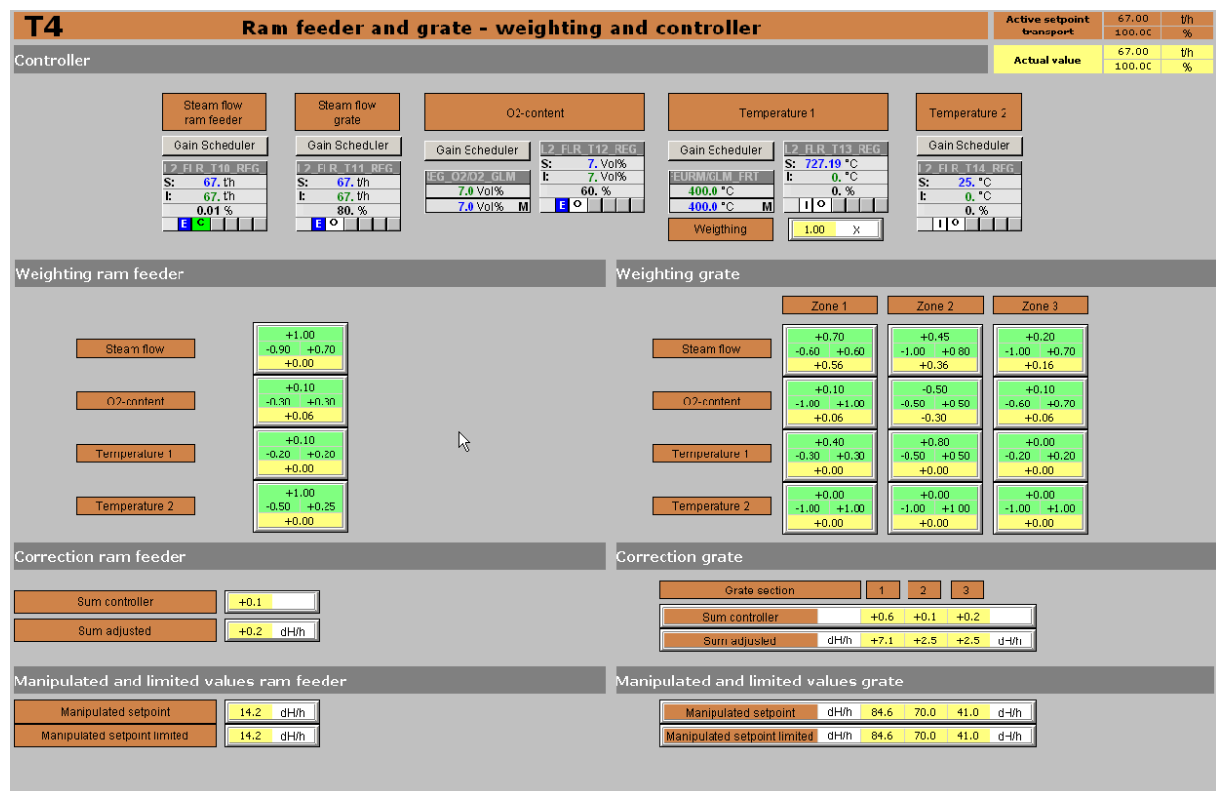 T4
Ram feeder and grate - weighting and controller
Active setpoint transport 67.00 t/h
100.00 %
Controller
Actual value 67.00 t/h
100.00 %
Steam flow ram feeder
Steam flow grate
O2-content
Temperature 1
Temperature 2
Gain Scheduler
L2_FLR_T10_REG
S: 67. t/h
I: 67. t/h
0.01 %
E C
Gain Scheduler
L2_FLR_T11_REG
S: 67. t/h
I: 67. t/h
80. %
E O
Gain Scheduler
EG_O2/O2_GLM
7.0 Vol%
7.0 Vol% M
L2_FLR_T12_REG
S: 7. Vol%
I: 7. Vol%
60. %
E O
Gain Scheduler
FEURM/GLM_FRT
400.0 °C
400.0 °C M
L2_FLR_T13_REG
S: 727.19 °C
I: 0. °C
0. %
I O
Weigthing 1.00 X
Gain Scheduler
L2_FLR_T14_REG
S: 25. °C
I: 0. °C
0. %
I O
Weighting ram feeder
Steam flow
+1.00
-0.90 +0.70
+0.00
O2-content
+0.10
-0.30 +0.30
+0.06
Temperature 1
+0.10
-0.20 +0.20
+0.00
Temperature 2
+1.00
-0.50 +0.25
+0.00
Weighting grate
Zone 1 Zone 2 Zone 3
Steam flow
+0.70 +0.45 +0.20
-0.60 +0.60 -1.00 +0.80 -1.00 +0.70
+0.56 +0.36 +0.16
O2-content
+0.10 -0.50 +0.10
-1.00 +1.00 -0.50 +0.50 -0.60 +0.70
+0.06 -0.30 +0.06
Temperature 1
+0.40 +0.80 +0.00
-0.30 +0.30 -0.50 +0.50 -0.20 +0.20
+0.00 +0.00 +0.00
Temperature 2
+0.00 +0.00 +0.00
-1.00 +1.00 -1.00 +1.00 -1.00 +1.00
+0.00 +0.00 +0.00
Correction ram feeder
Sum controller +0.1
Sum adjusted +0.2 dH/h
Correction grate
Grate section 1 2 3
Sum controller +0.6 +0.1 +0.2
Sum adjusted dH/h +7.1 +2.5 +2.5 dH/h
Manipulated and limited values ram feeder
Manipulated setpoint 14.2 dH/h
Manipulated setpoint limited 14.2 dH/h
Manipulated and limited values grate
Manipulated setpoint dH/h 84.6 70.0 41.0 dH/h
Manipulated setpoint limited dH/h 84.6 70.0 41.0 dH/h